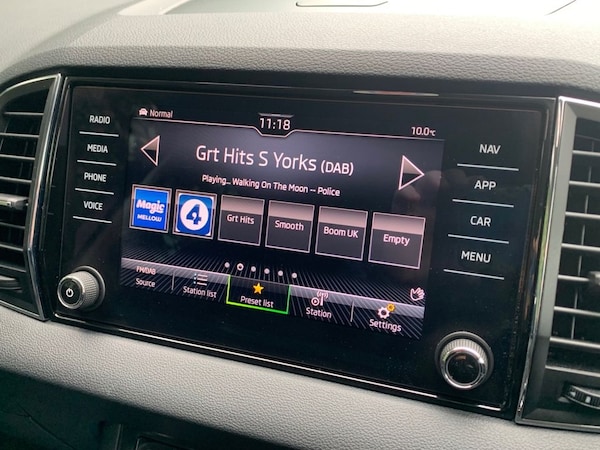 RADIO
MEDIA
PHONE
VOICE
Normal
11:18
10.0°C
Grt Hits S Yorks (DAB)
Playing... Walking On The Moon -- Police
Magic
MELLOW
4
Grt Hits
Smooth
Boom UK
Empty
FM/DAB
Source
Station list
Preset list
Station
Settings
NAV
APP
CAR
MENU